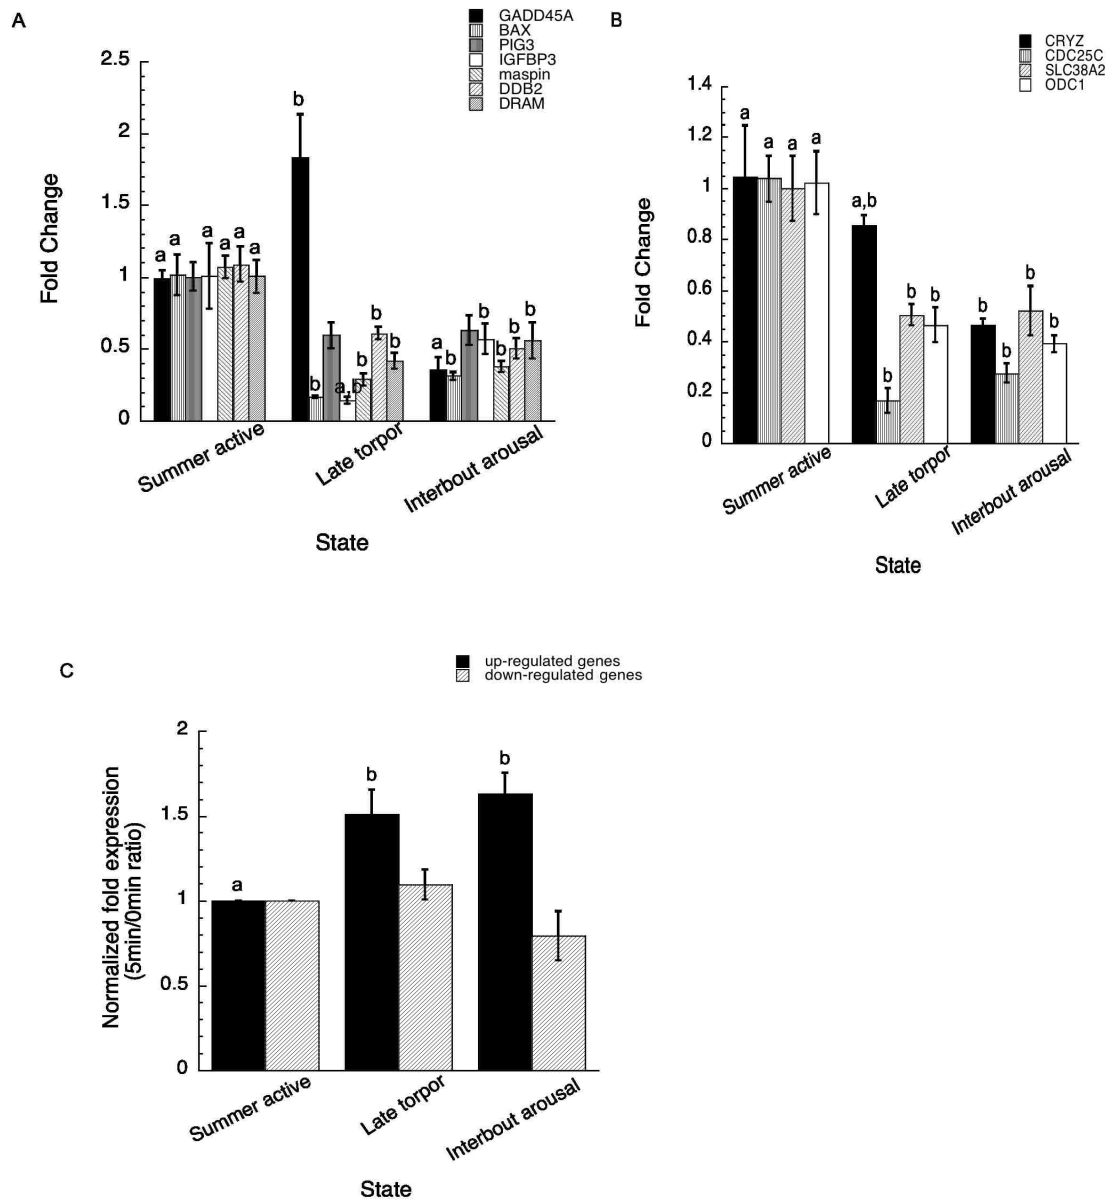 A
GADD45A
BAX
PIG3
IGFBP3
maspin
DDB2
DRAM
2.5
2
1.5
1
0.5
0
Fold Change
a
a
a
a
a
a
b
b
a,b
b
b
b
a
b
b
b
b
b
Summer active
Late torpor
Interbout arousal
State
B
CRYZ
CDC25C
SLC38A2
ODC1
1.4
1.2
1
0.8
0.6
0.4
0.2
0
Fold Change
a
a
a
a
a,b
b
b
b
b
b
b
b
Summer active
Late torpor
Interbout arousal
State
C
up-regulated genes
down-regulated genes
2
1.5
1
0.5
0
Normalized fold expression
(5min/0min ratio)
a
b
b
Summer active
Late torpor
Interbout arousal
State